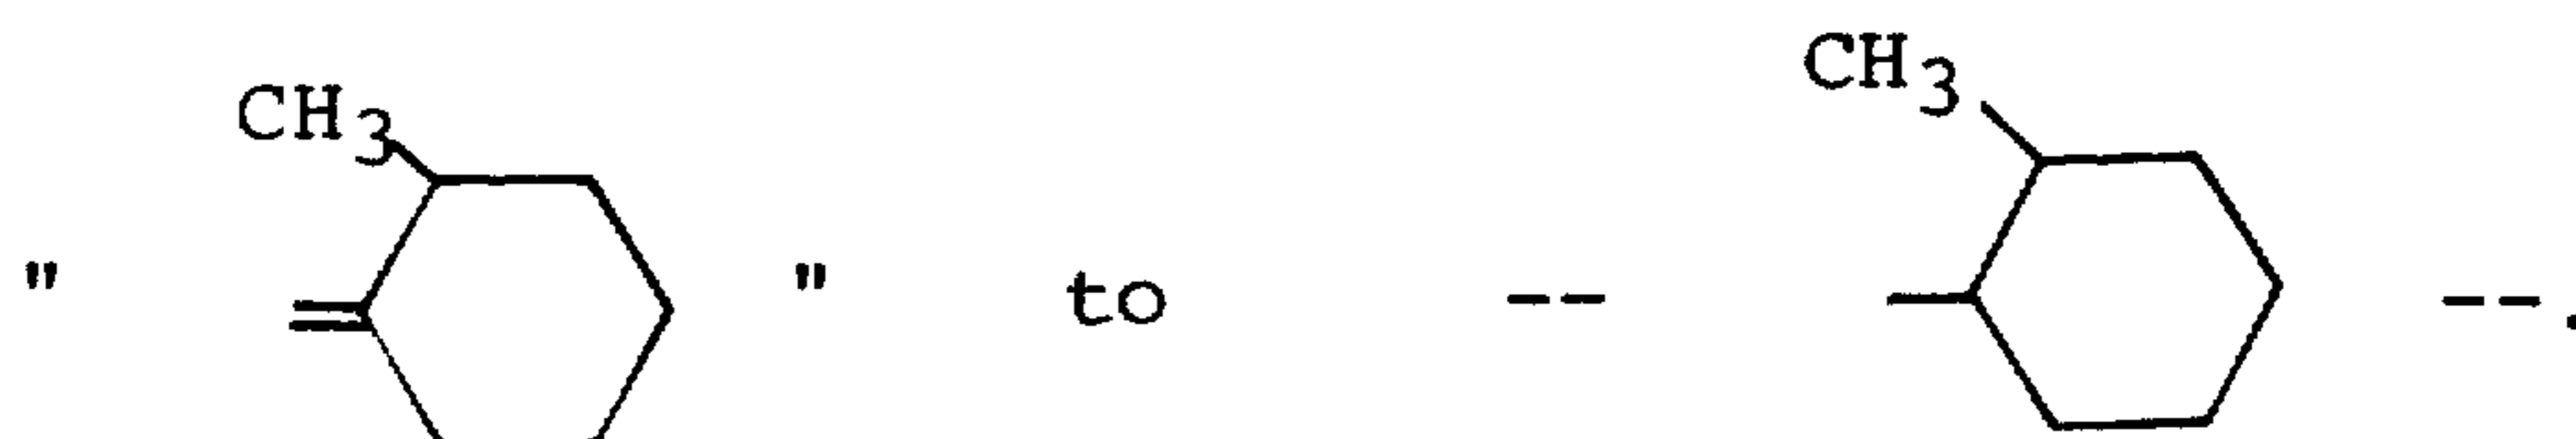 CH3 CH3
" " to -- --.